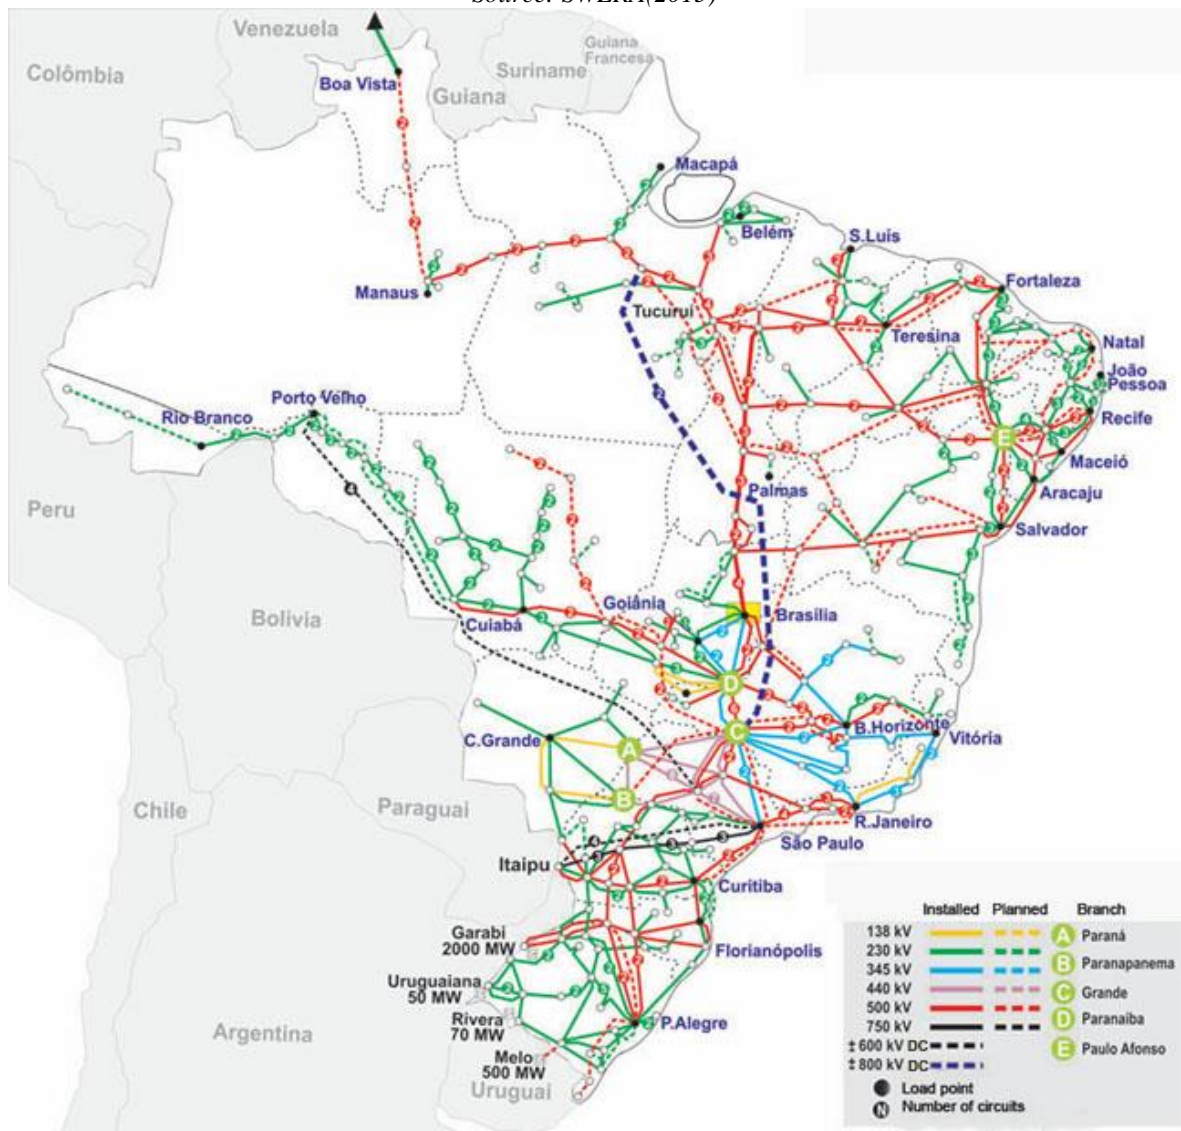 Source: SWERA(2015)
Venezuela
Guiana
Francesa
Colômbia
Suriname
Boa Vista
Guiana
Macapá
Belém
S.Luís
Manaus
Fortaleza
Tucuruí
Teresina
Natal
João
Pessoa
Porto Velho
Rio Branco
Recife
Maceió
Palmas
Aracaju
Peru
Salvador
Goiânia
Brasília
Bolivia
Cuiabá
C.Grande
B.Horizonte
Vitória
Chile
Paraguai
R.Janeiro
São Paulo
Itaipu
Curitiba
Garabi
2000 MW
Florianópolis
Uruguaiana
50 MW
Rivera
70 MW
P.Alegre
Argentina
Melo
500 MW
Uruguai
A
B
C
D
E
Installed Planned Branch
138 kV A Paraná
230 kV
345 kV B Paranapanema
440 kV C Grande
500 kV
750 kV D Paranaiba
±600 kV DC E Paulo Afonso
±800 kV DC
Load point
N Number of circuits